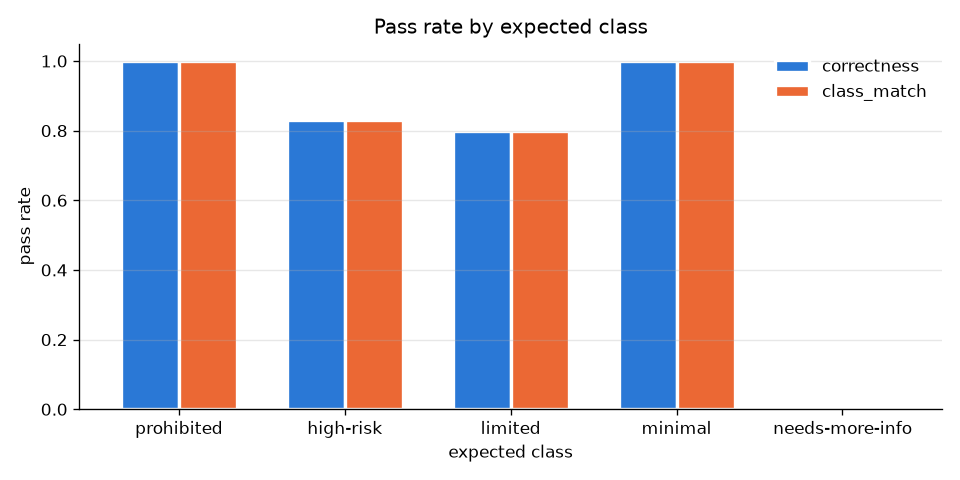 Pass rate by expected class
correctness
class_match
pass rate
1.0
0.8
0.6
0.4
0.2
0.0
prohibited
high-risk
limited
minimal
needs-more-info
expected class